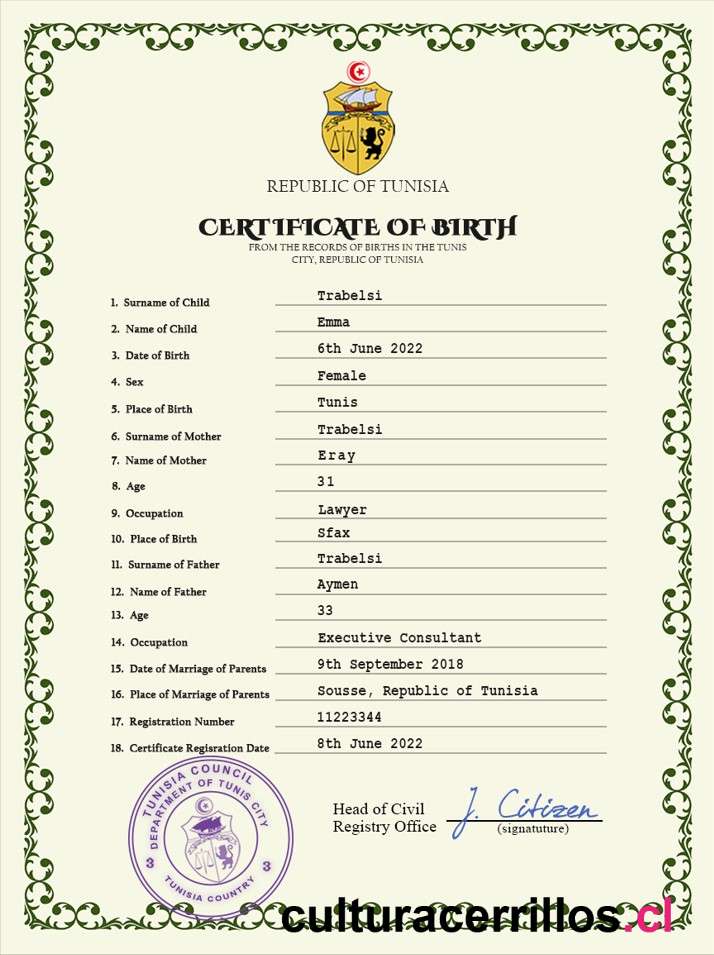 REPUBLIC OF TUNISIA
CERTIFICATE OF BIRTH
FROM THE RECORDS OF BIRTHS IN THE TUNIS
CITY, REPUBLIC OF TUNISIA
1. Surname of Child Trabelsi
2. Name of Child Emma
3. Date of Birth 6th June 2022
4. Sex Female
5. Place of Birth Tunis
6. Surname of Mother Trabelsi
7. Name of Mother Eray
8. Age 31
9. Occupation Lawyer
10. Place of Birth Sfax
11. Surname of Father Trabelsi
12. Name of Father Aymen
13. Age 33
14. Occupation Executive Consultant
15. Date of Marriage of Parents 9th September 2018
16. Place of Marriage of Parents Sousse, Republic of Tunisia
17. Registration Number 11223344
18. Certificate Regisration Date 8th June 2022
TUNISIA COUNCIL
DEPARTMENT OF TUNIS CITY
3 3
TUNISIA COUNTRY
Head of Civil
Registry Office J. Citizen
(signatuture)
culturacerrillos.cl